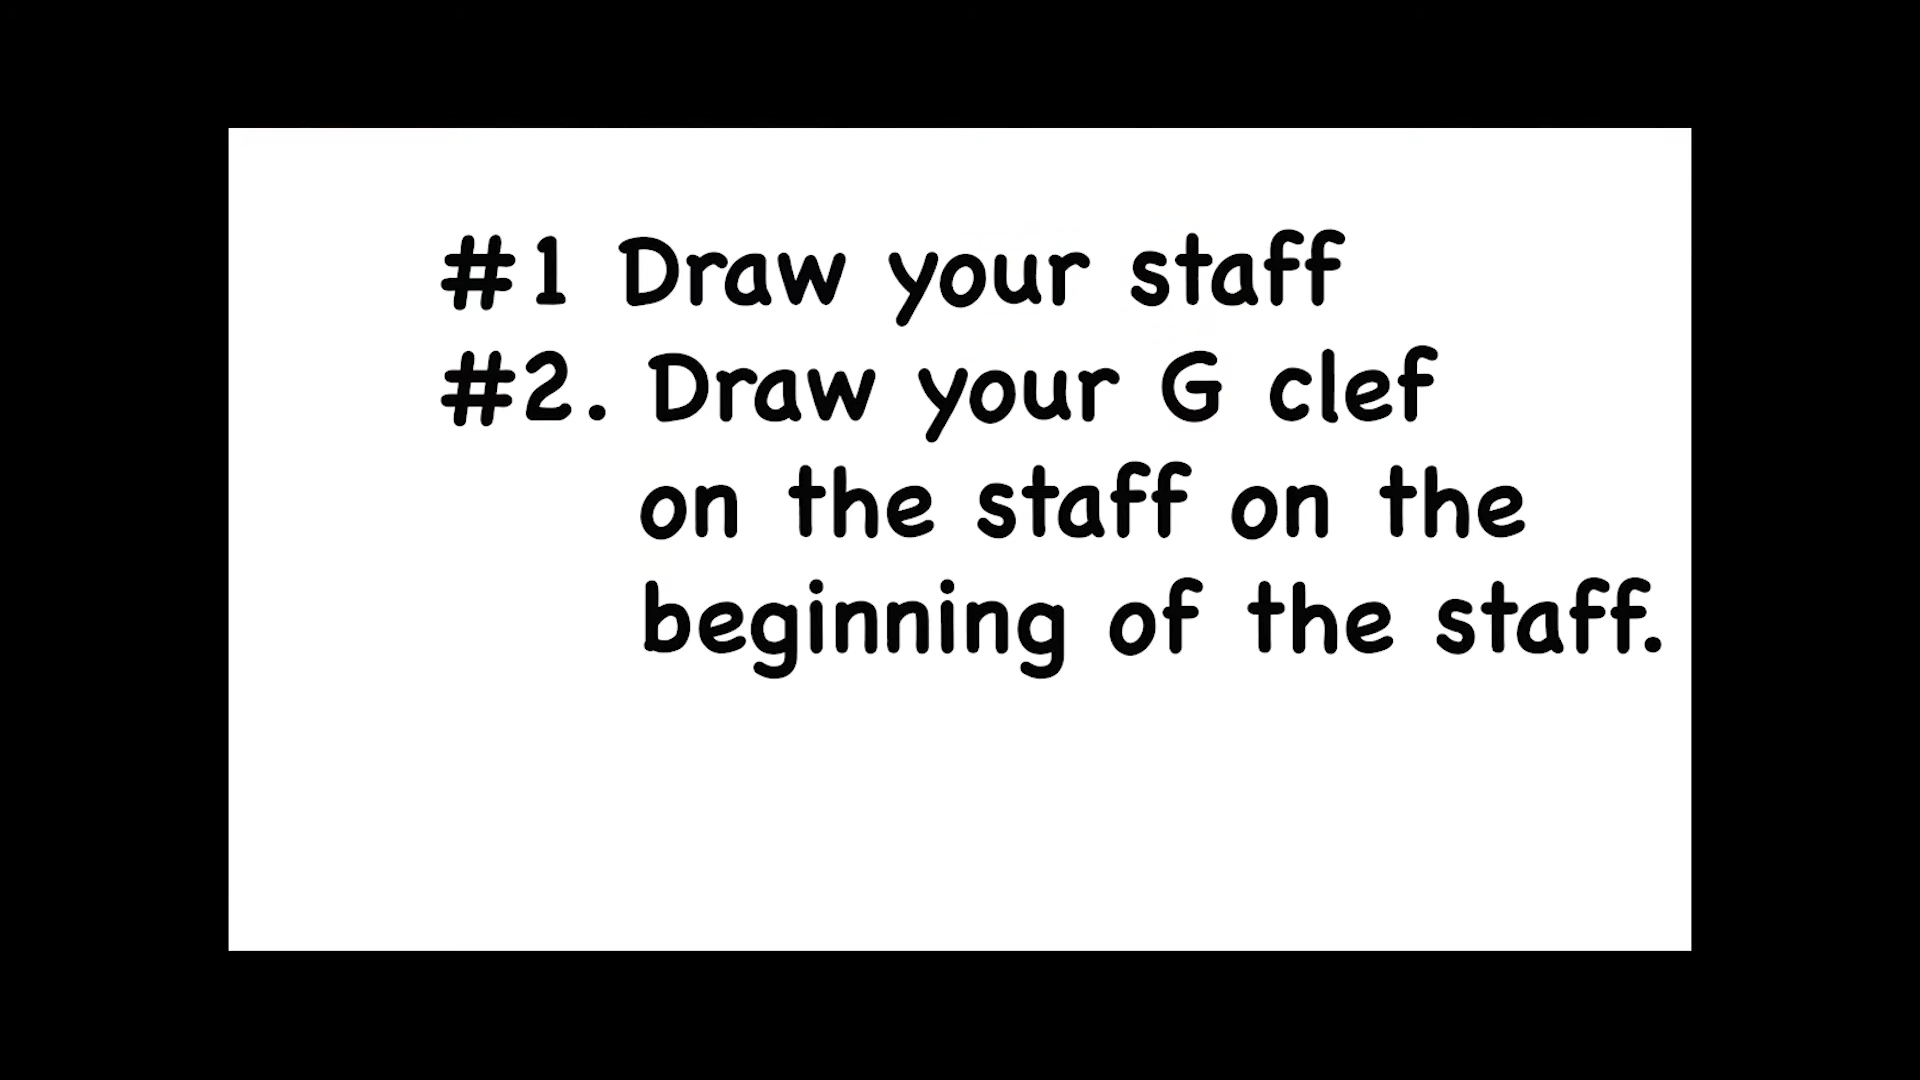 #1 Draw your staff
#2. Draw your G clef
on the staff on the
beginning of the staff.